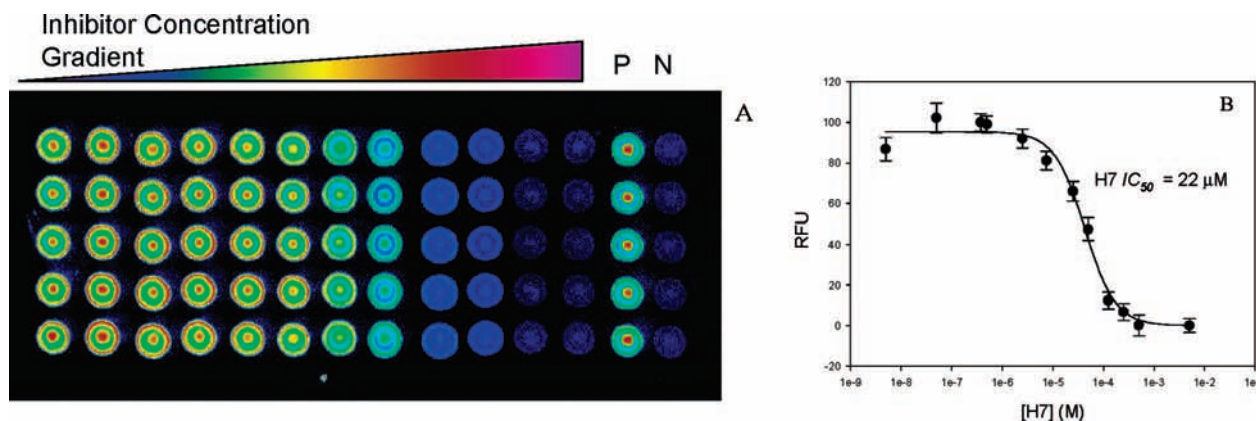 Inhibitor Concentration
Gradient
P N
A
B
H7 IC50 = 22 μM
RFU
120
100
80
60
40
20
0
-20
1e-9 1e-8 1e-7 1e-6 1e-5 1e-4 1e-3 1e-2 1e
[H7] (M)